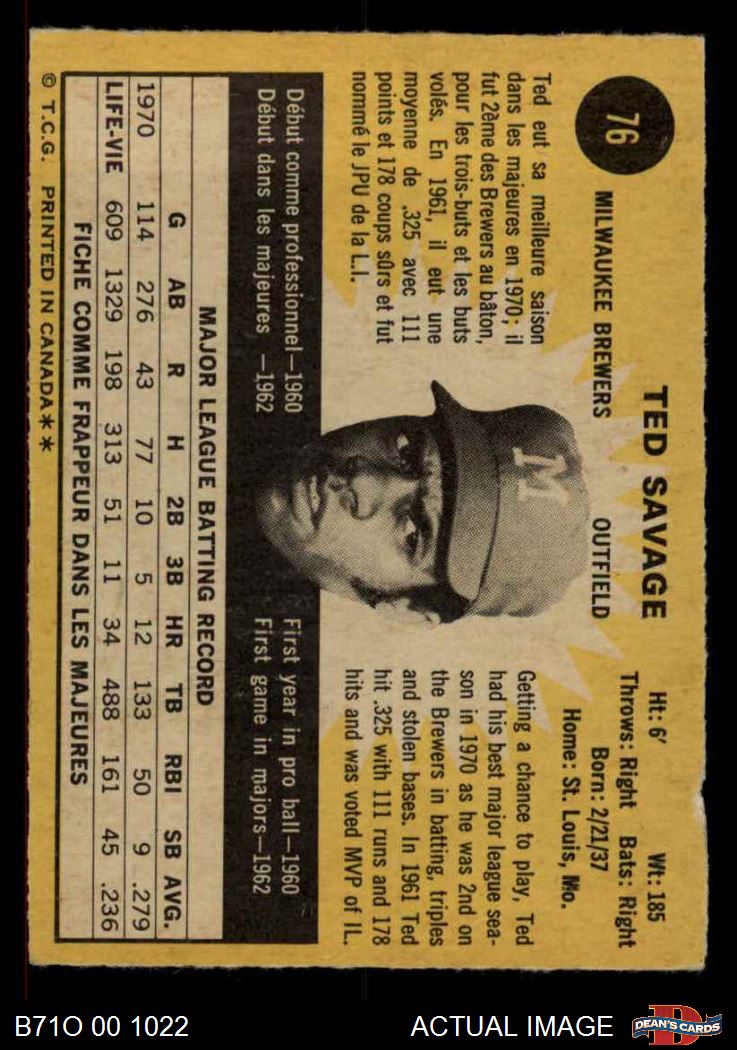 76
TED SAVAGE
MILWAUKEE BREWERS OUTFIELD
Ht: 6' Wt: 185
Throws: Right Bats: Right
Born: 2/21/37
Home: St. Louis, Mo.
Ted eut sa meilleure saison
dans les majeures en 1970; il
fut 2ème des Brewers au bâton,
pour les trois-buts et les buts
volés. En 1961, il eut une
moyenne de .325 avec 111
points et 178 coups sûrs et fut
nommé le JPU de la L.I.
Getting a chance to play, Ted
had his best major league sea-
son in 1970 as he was 2nd on
the Brewers in batting, triples
and stolen bases. In 1961 Ted
hit .325 with 111 runs and 178
hits and was voted MVP of IL.
M
Début comme professionnel—1960
Début dans les majeures —1962
First year in pro ball—1960
First game in majors—1962
MAJOR LEAGUE BATTING RECORD
G AB R H 2B 3B HR TB RBI SB AVG.
1970 114 276 43 77 10 5 12 133 50 9 .279
LIFE-VIE 609 1329 198 313 51 11 34 488 161 45 .236
FICHE COMME FRAPPEUR DANS LES MAJEURES
© T.C.G. PRINTED IN CANADA**
B71O 00 1022
ACTUAL IMAGE
DEAN'S CARDS